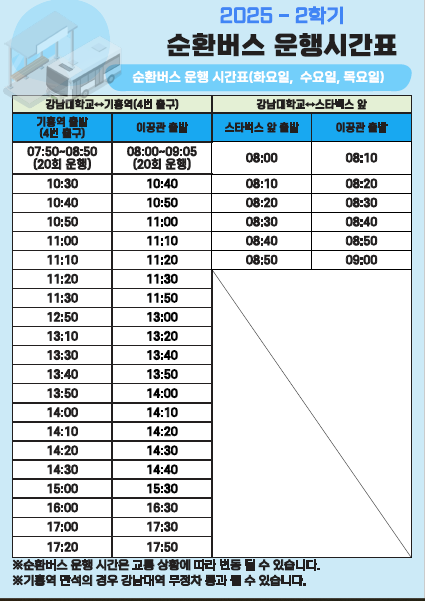 2025 - 2학기
순환버스 운행시간표
순환버스 운행 시간표(화요일, 수요일, 목요일)
강남대학교↔기흥역(4번 출구) 강남대학교↔스타벅스 앞
기흥역 출발 (4번 출구) 이공관 출발 스타벅스 앞 출발 이공관 출발
07:50~08:50 (20회 운행) 08:00~09:05 (20회 운행) 08:00 08:10
10:30 10:40 08:10 08:20
10:40 10:50 08:20 08:30
10:50 11:00 08:30 08:40
11:00 11:10 08:40 08:50
11:10 11:20 08:50 09:00
11:20 11:30
11:30 11:50
12:50 13:00
13:10 13:20
13:30 13:40
13:40 13:50
13:50 14:00
14:00 14:10
14:10 14:20
14:20 14:30
14:30 14:40
15:00 15:30
16:00 16:30
17:00 17:30
17:20 17:50
※순환버스 운행 시간은 교통 상황에 따라 변동 될 수 있습니다.
※기흥역 만석의 경우 강남대역 무정차 통과 될 수 있습니다.